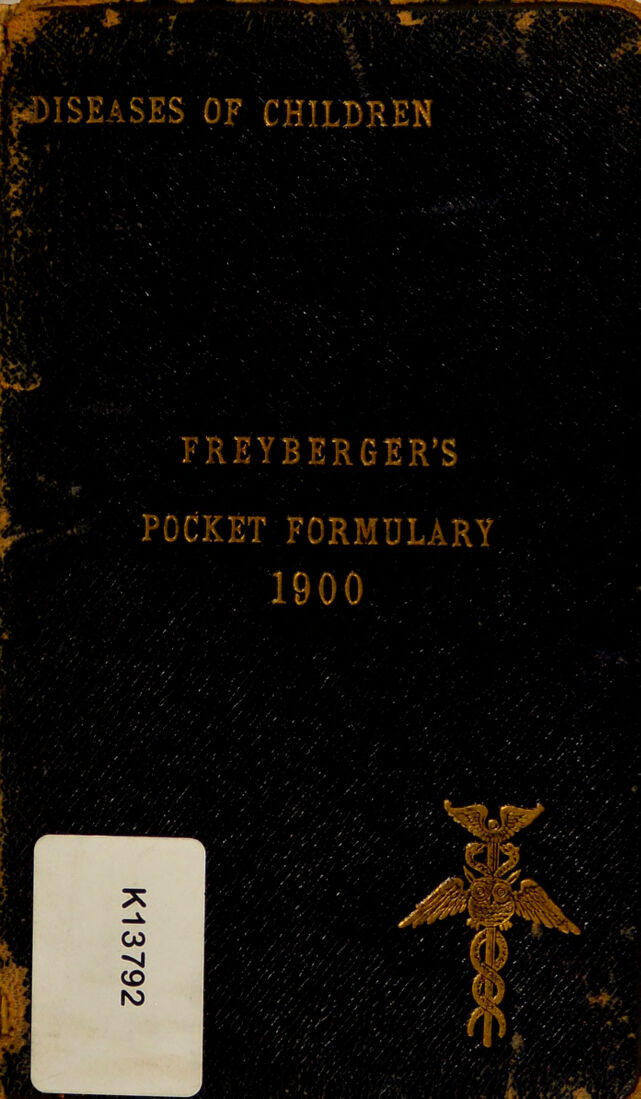 DISEASES OF CHILDREN
FREYBERGER'S
POCKET FORMULARY
1900
K13792